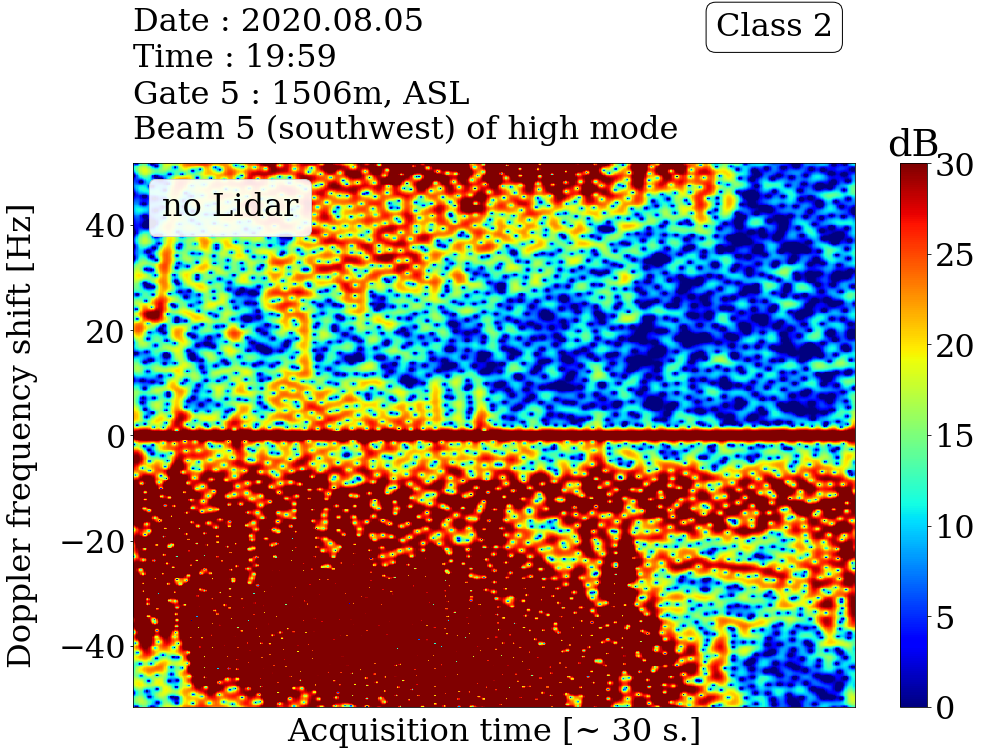 Date : 2020.08.05
Time : 19:59
Gate 5 : 1506m, ASL
Beam 5 (southwest) of high mode
Class 2
dB
no Lidar
Doppler frequency shift [Hz]
40
20
0
−20
−40
Acquisition time [~ 30 s.]
30
25
20
15
10
5
0